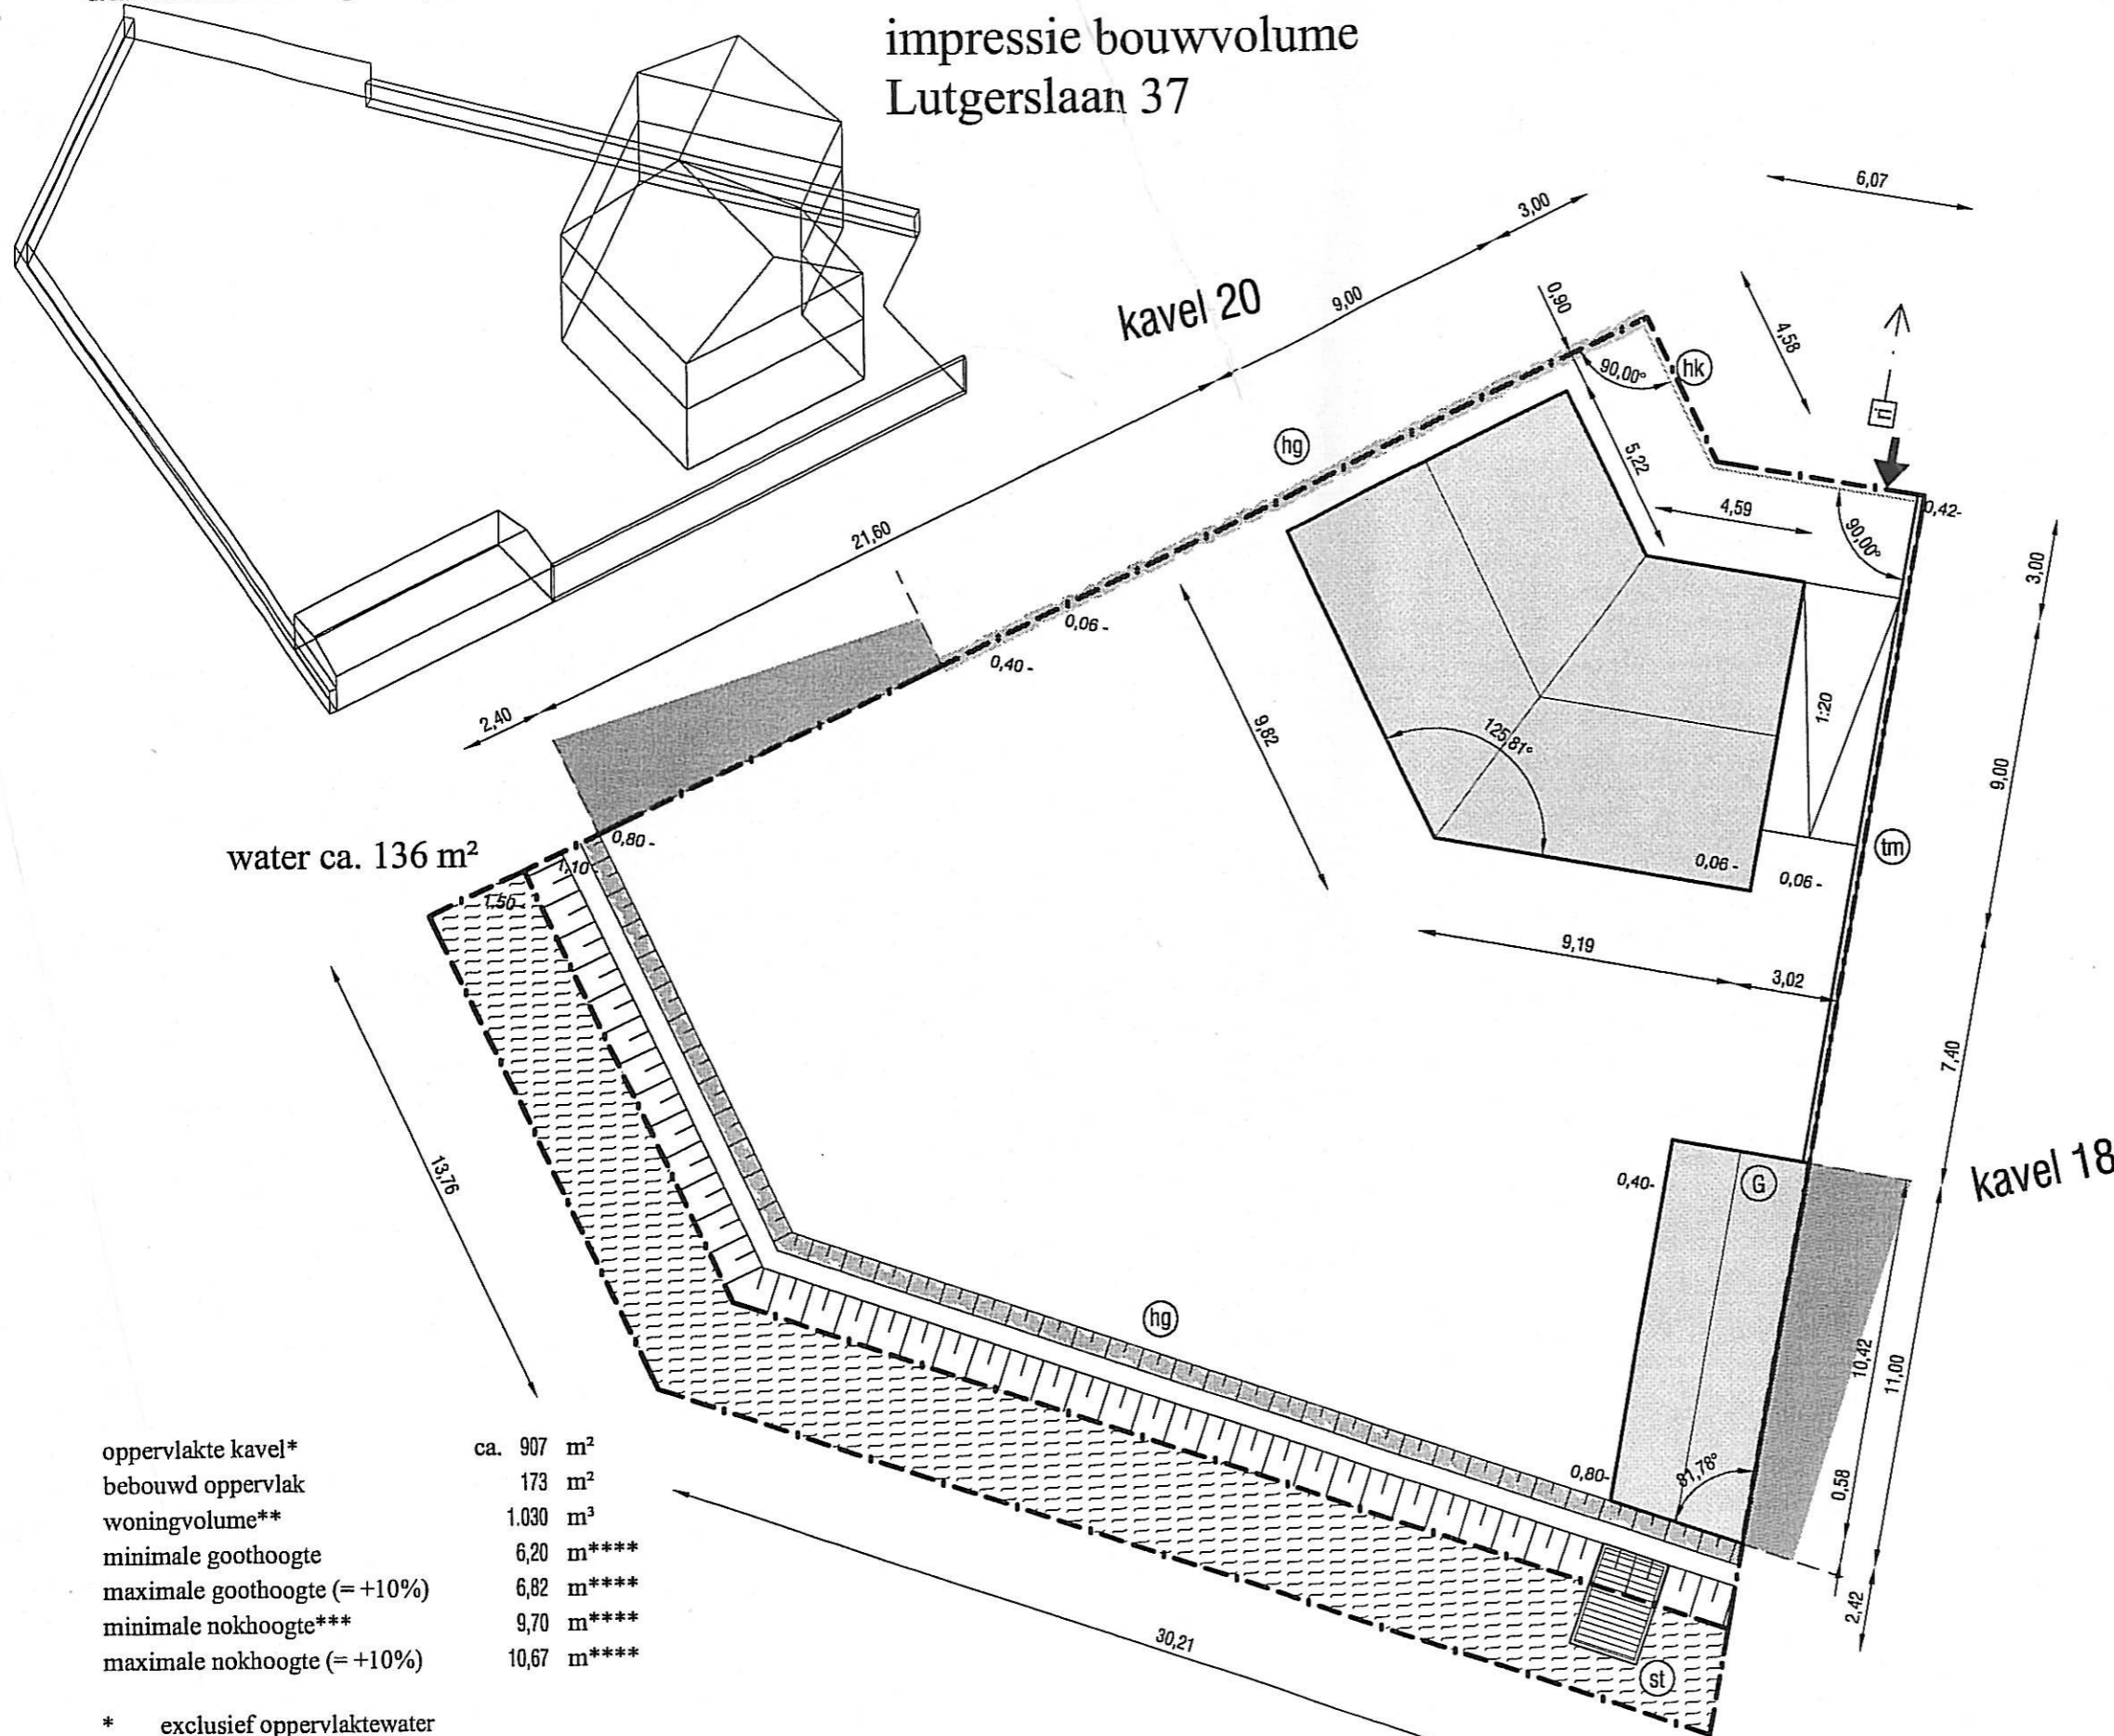 impressie bouwvolume
Lutgerslaan 37
6,07
3,00
9,00
kavel 20
0,90
4,58
90,00°
hk
ri
hg
5,22
4,59
0,42-
90,00°
3,00
21,60
0,06 -
0,40 -
2,40
9,82
125,81°
1:20
9,00
0,80 -
water ca. 136 m²
1,10
1,50
0,06 -
0,06 -
tm
9,19
3,02
7,40
13,76
0,40-
G
kavel 18
hg
10,42
11,00
0,80-
81,78°
0,58
2,42
30,21
st
oppervlakte kavel* ca. 907 m²
bebouwd oppervlak 173 m²
woningvolume** 1.030 m³
minimale goothoogte 6,20 m****
maximale goothoogte (= +10%) 6,82 m****
minimale nokhoogte*** 9,70 m****
maximale nokhoogte (= +10%) 10,67 m****
* exclusief oppervlaktewater